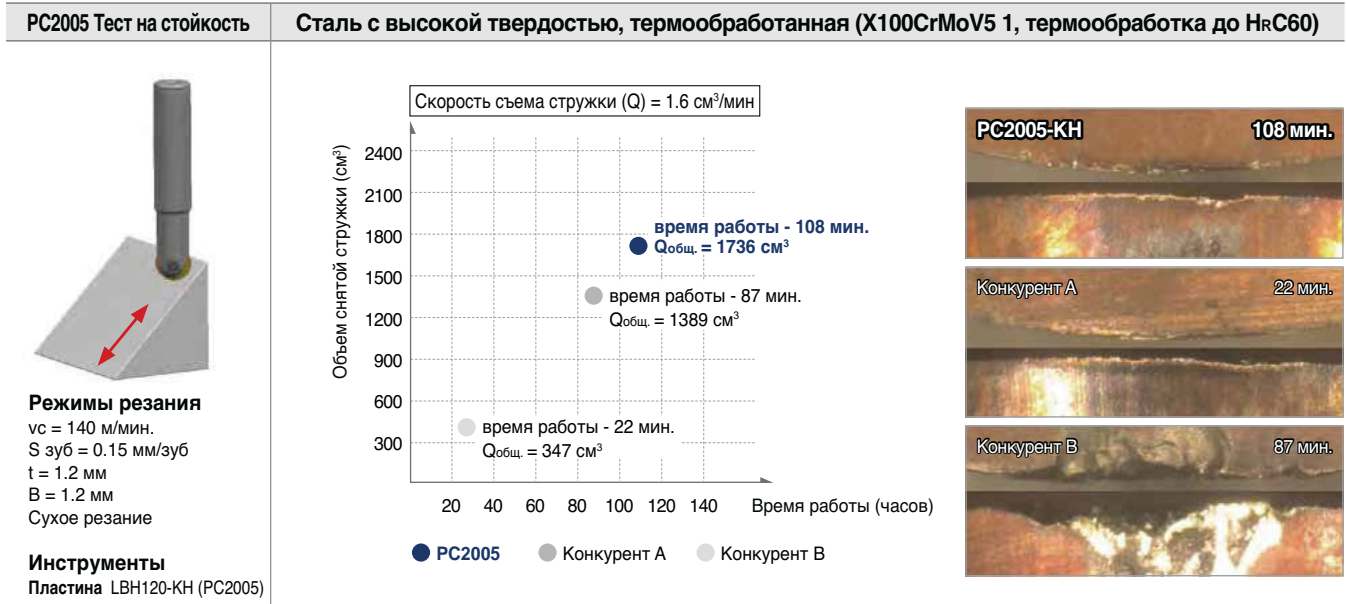 PC2005 Тест на стойкость
Сталь с высокой твердостью, термообработанная (X100CrMoV5 1, термообработка до HRC60)
Режимы резания
vc = 140 м/мин.
S зуб = 0.15 мм/зуб
t = 1.2 мм
B = 1.2 мм
Сухое резание
Инструменты
Пластина LBH120-KH (PC2005)
Скорость съема стружки (Q) = 1.6 см³/мин
Объем снятой стружки (см³)
2400
2100
1800
1500
1200
900
600
300
время работы - 108 мин.
Qобщ. = 1736 см³
время работы - 87 мин.
Qобщ. = 1389 см³
время работы - 22 мин.
Qобщ. = 347 см³
20 40 60 80 100 120 140 Время работы (часов)
PC2005 Конкурент A Конкурент B
PC2005-KH 108 мин.
Конкурент A 22 мин.
Конкурент B 87 мин.